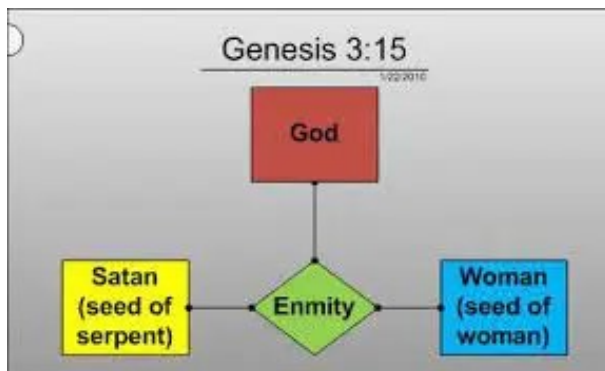 Genesis 3:15
1/22/2010
God
Satan
(seed of
serpent)
Enmity
Woman
(seed of
woman)